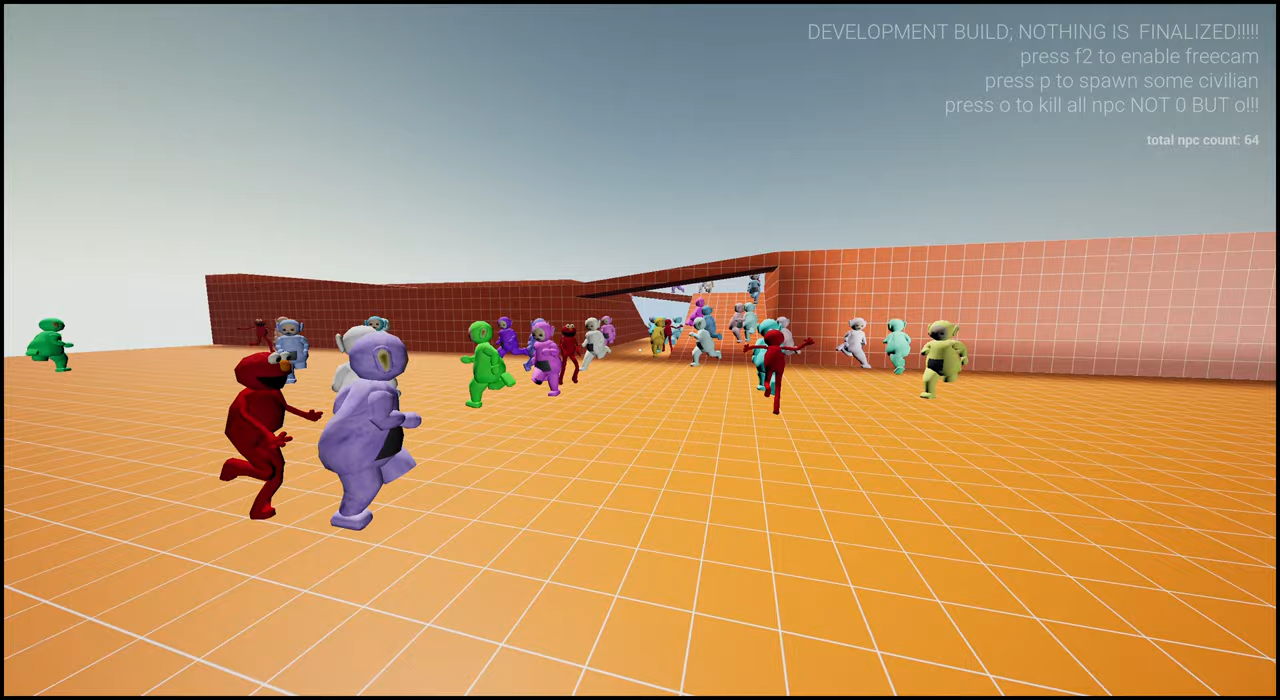 DEVELOPMENT BUILD; NOTHING IS FINALIZED!!!!!
press f2 to enable freecam
press p to spawn some civilian
press o to kill all npc NOT 0 BUT o!!!
total npc count: 64